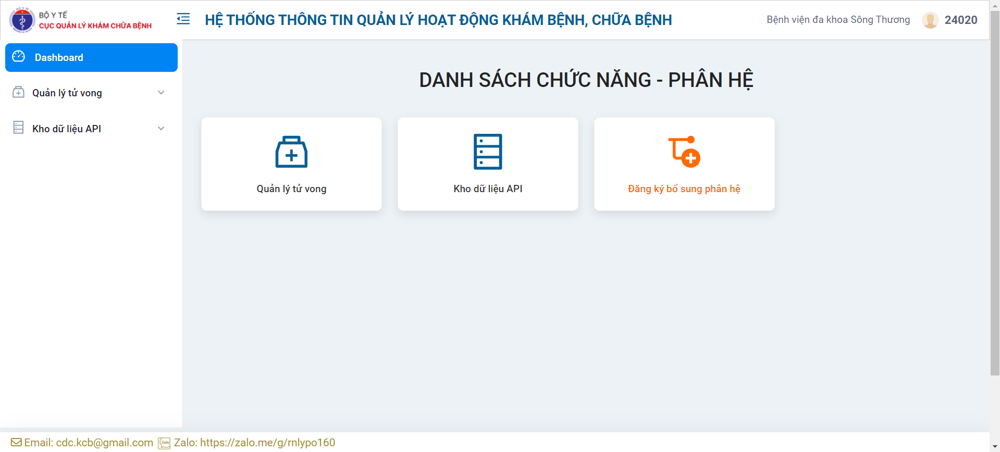 BỘ Y TẾ
CỤC QUẢN LÝ KHÁM CHỮA BỆNH
HỆ THỐNG THÔNG TIN QUẢN LÝ HOẠT ĐỘNG KHÁM BỆNH, CHỮA BỆNH
Bệnh viện đa khoa Sông Thương
24020
Dashboard
Quản lý tử vong
Kho dữ liệu API
DANH SÁCH CHỨC NĂNG - PHÂN HỆ
Quản lý tử vong
Kho dữ liệu API
Đăng ký bổ sung phân hệ
Email: cdc.kcb@gmail.com Zalo Zalo: https://zalo.me/g/rnlypo160